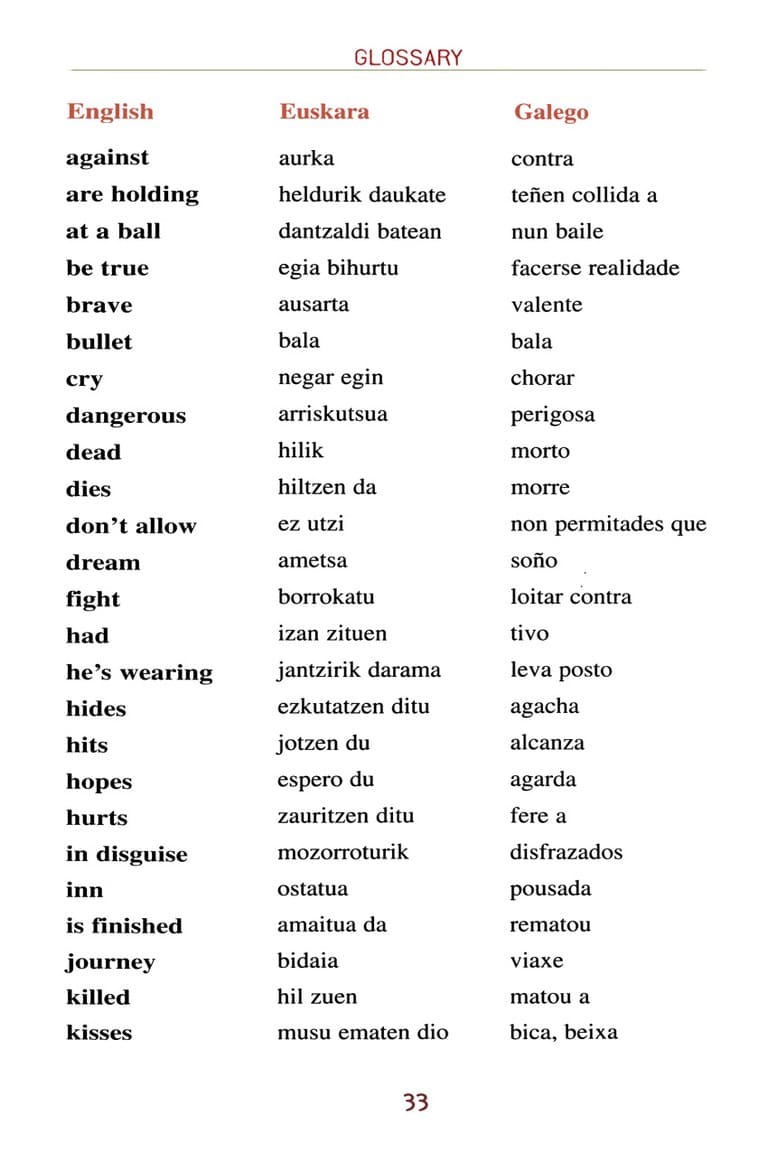 GLOSSARY
English Euskara Galego
against aurka contra
are holding heldurik daukate teñen collida a
at a ball dantzaldi batean nun baile
be true egia bihurtu facerse realidade
brave ausarta valente
bullet bala bala
cry negar egin chorar
dangerous arriskutsua perigosa
dead hilik morto
dies hiltzen da morre
don't allow ez utzi non permitades que
dream ametsa soño
fight borrokatu loitar contra
had izan zituen tivo
he's wearing jantzirik darama leva posto
hides ezkutatzen ditu agacha
hits jotzen du alcanza
hopes espero du agarda
hurts zauritzen ditu fere a
in disguise mozorroturik disfrazados
inn ostatua pousada
is finished amaitua da rematou
journey bidaia viaxe
killed hil zuen matou a
kisses musu ematen dio bica, beixa
33